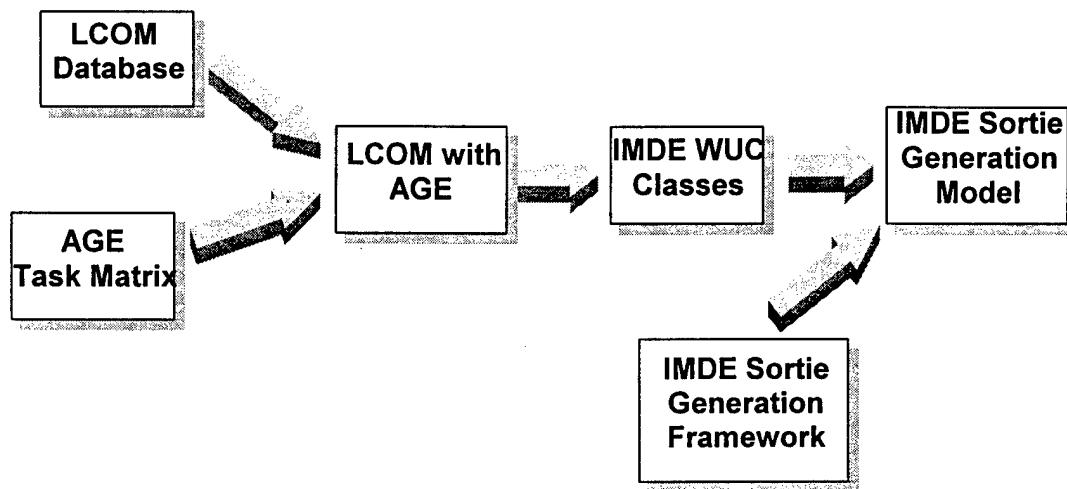 LCOM
Database
AGE
Task Matrix
LCOM with
AGE
IMDE WUC
Classes
IMDE Sortie
Generation
Model
IMDE Sortie
Generation
Framework